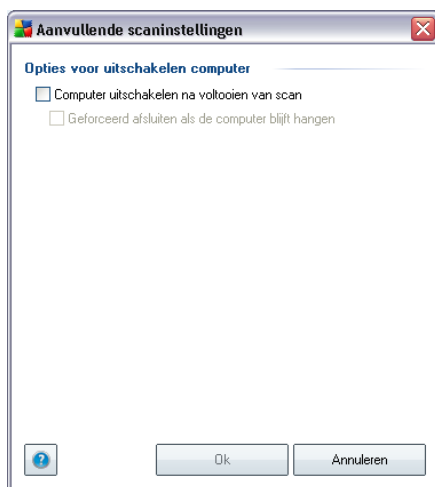 Aanvullende scaninstellingen
Opties voor uitschakelen computer
Computer uitschakelen na voltooien van scan
Geforceerd afsluiten als de computer blijft hangen
?
Ok
Annuleren